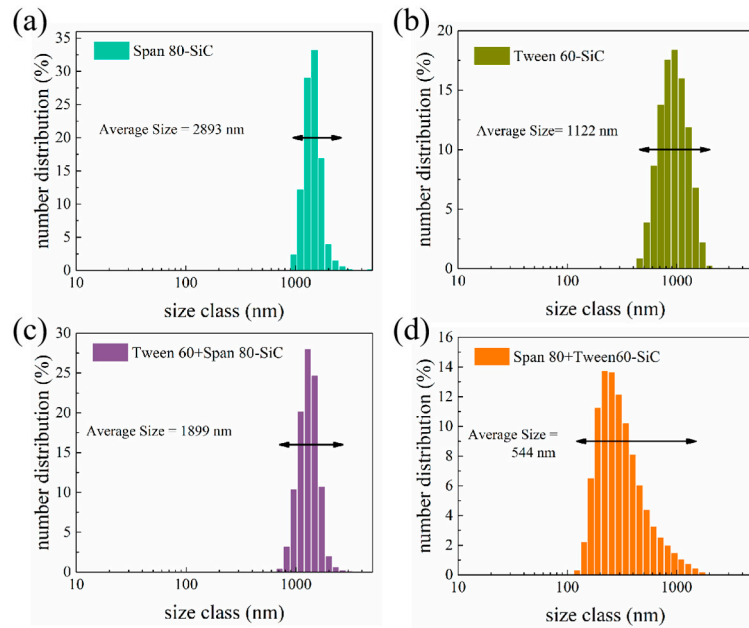 (a)
Span 80-SiC
Average Size = 2893 nm
number distribution (%)
35
30
25
20
15
10
5
0
10
100
1000
size class (nm)
(b)
Tween 60-SiC
Average Size= 1122 nm
number distribution (%)
20
15
10
5
0
10
100
1000
size class (nm)
(c)
Tween 60+Span 80-SiC
Average Size = 1899 nm
number distribution (%)
30
25
20
15
10
5
0
10
100
1000
size class (nm)
(d)
Span 80+Tween60-SiC
Average Size =
544 nm
number distribution (%)
16
14
12
10
8
6
4
2
0
10
100
1000
size class (nm)